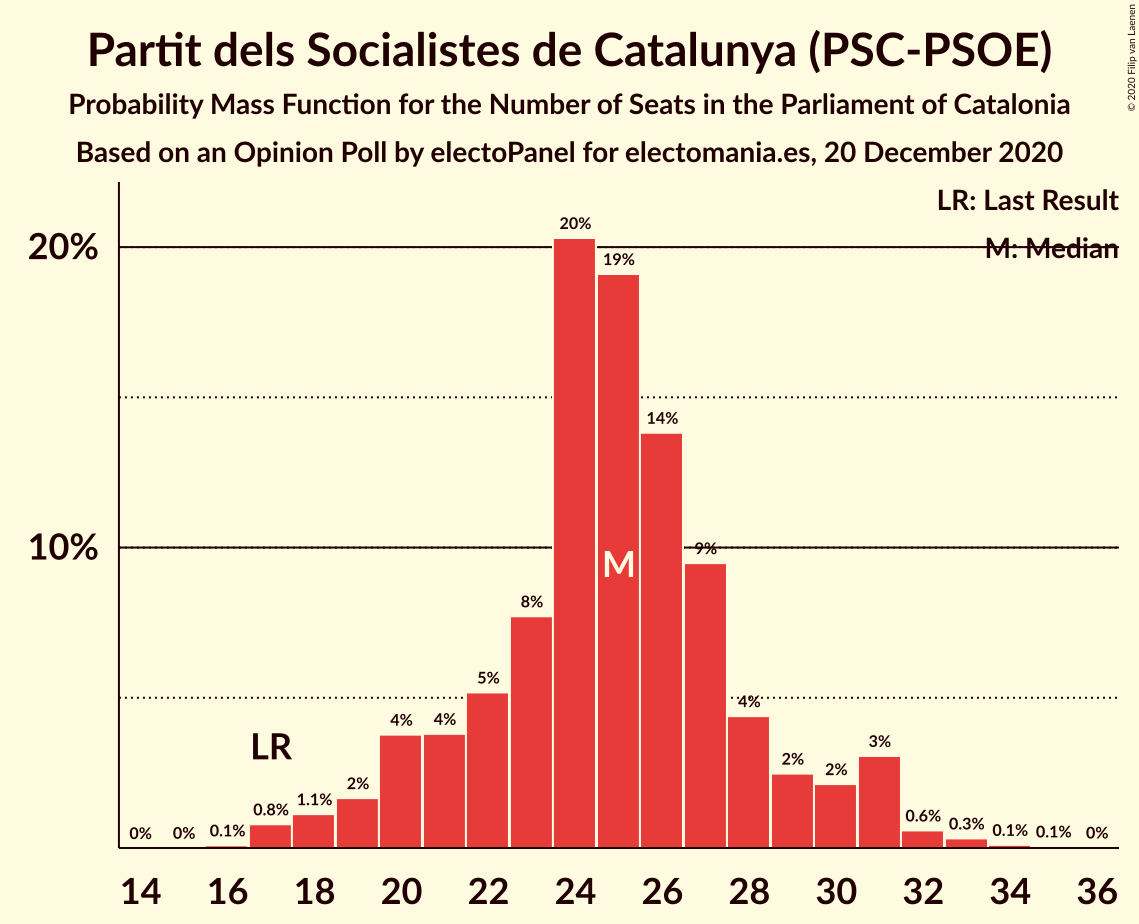 Partit dels Socialistes de Catalunya (PSC-PSOE)
Probability Mass Function for the Number of Seats in the Parliament of Catalonia
Based on an Opinion Poll by electoPanel for electomania.es, 20 December 2020
© 2020 Filip van Laenen
LR: Last Result
M: Median
20%
10%
0%
0%
0.1%
0.8%
1.1%
2%
4%
4%
5%
8%
20%
19%
14%
9%
4%
2%
2%
3%
0.6%
0.3%
0.1%
0.1%
0%
LR
M
14 16 18 20 22 24 26 28 30 32 34 36